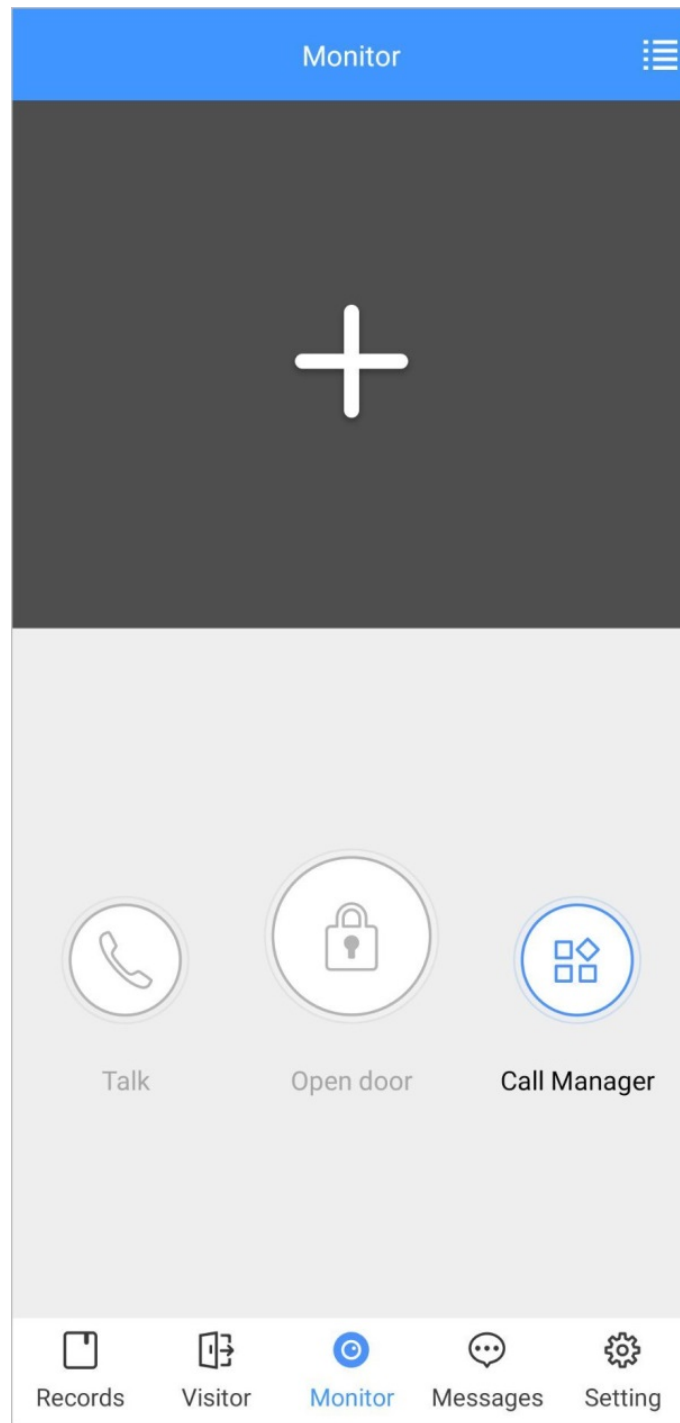 Monitor
Talk
Open door
Call Manager
Records
Visitor
Monitor
Messages
Setting